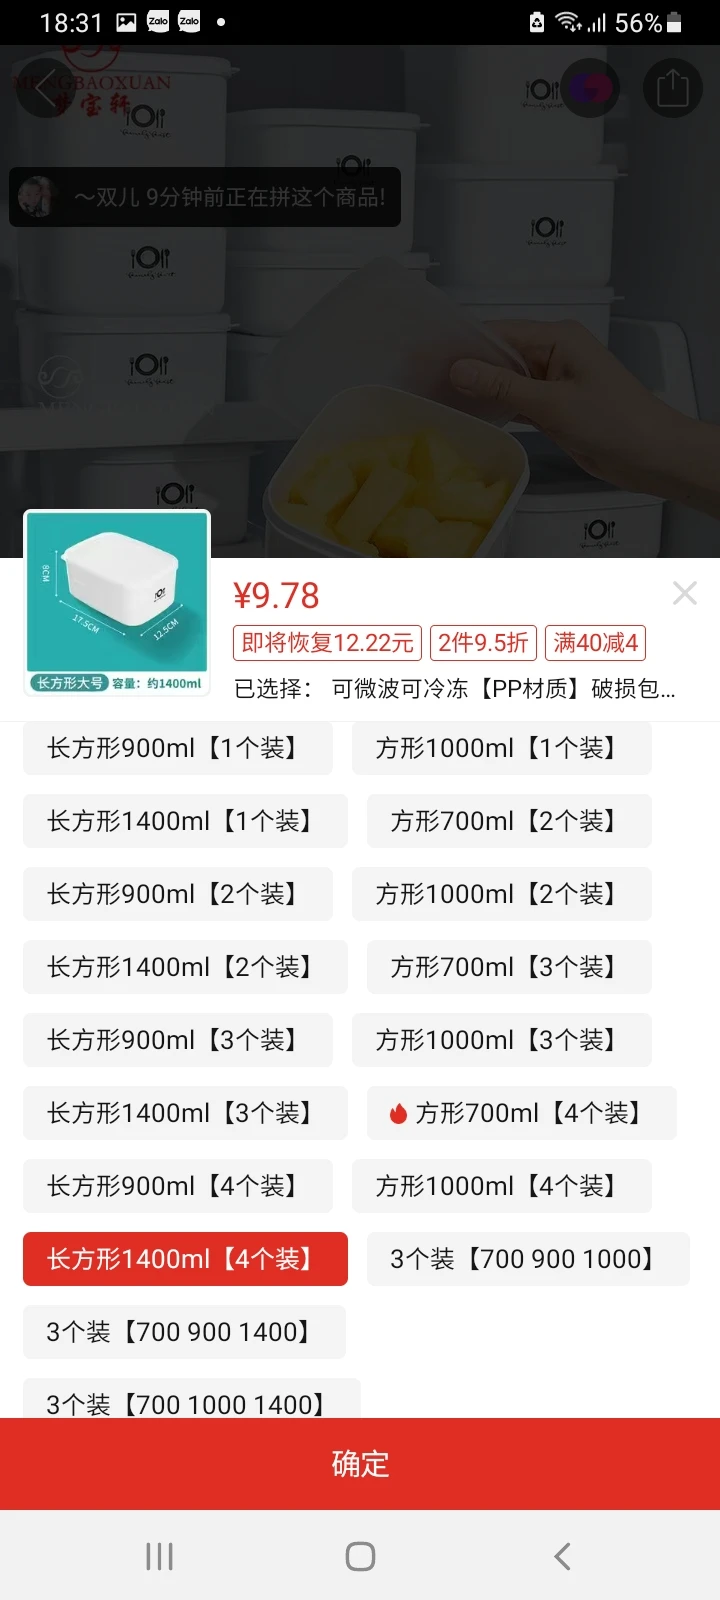 18:31 Zalo Zalo 56%
MENGBAOXUAN
梦宝轩
～双儿 9分钟前正在拼这个商品!
8CM
17.5CM
12.5CM
长方形大号 容量：约1400ml
¥9.78
即将恢复12.22元 2件9.5折 满40减4
已选择： 可微波可冷冻【PP材质】破损包...
长方形900ml【1个装】 方形1000ml【1个装】
长方形1400ml【1个装】 方形700ml【2个装】
长方形900ml【2个装】 方形1000ml【2个装】
长方形1400ml【2个装】 方形700ml【3个装】
长方形900ml【3个装】 方形1000ml【3个装】
长方形1400ml【3个装】 方形700ml【4个装】
长方形900ml【4个装】 方形1000ml【4个装】
长方形1400ml【4个装】 3个装【700 900 1000】
3个装【700 900 1400】
3个装【700 1000 1400】
确定